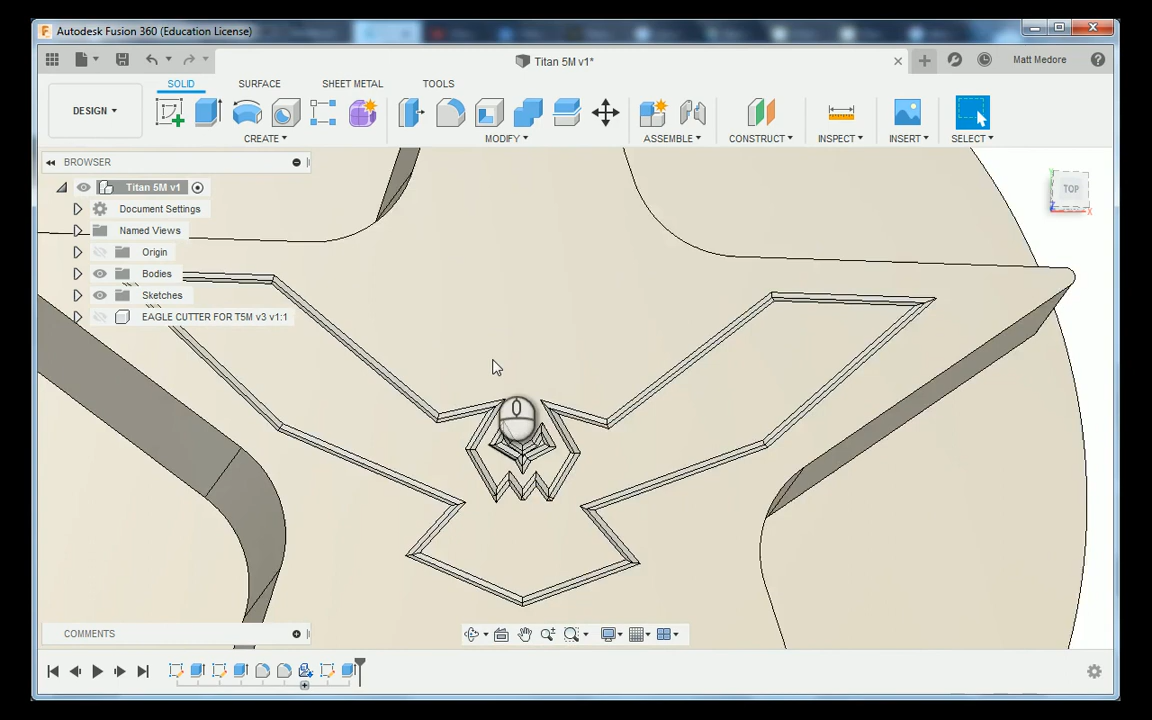 Autodesk Fusion 360 (Education License)
Titan 5M v1*
Matt Medore
SOLID SURFACE SHEET METAL TOOLS
DESIGN
CREATE MODIFY ASSEMBLE CONSTRUCT INSPECT INSERT SELECT
BROWSER
Titan 5M v1
Document Settings
Named Views
Origin
Bodies
Sketches
EAGLE CUTTER FOR T5M v3 v1:1
TOP
X
COMMENTS